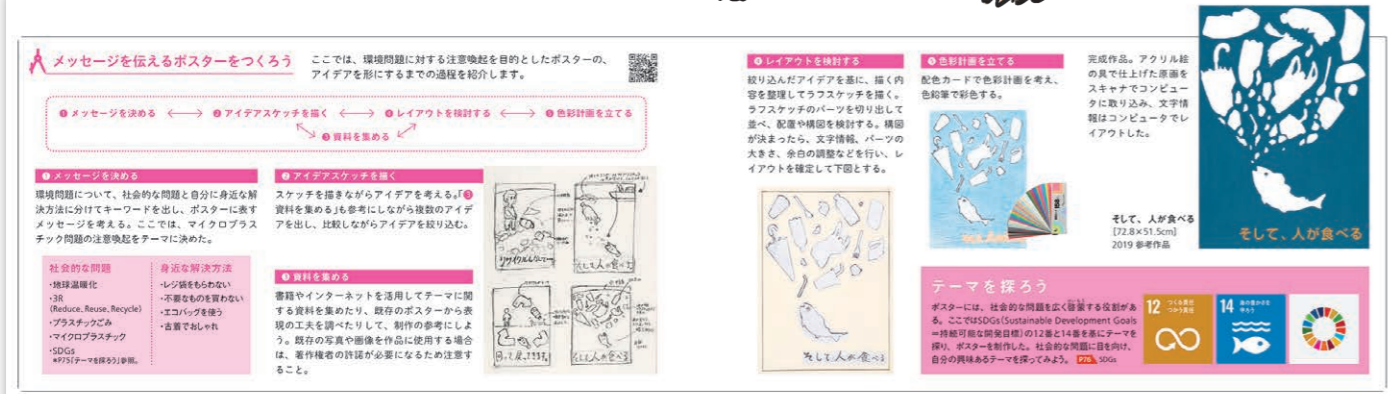 メッセージを伝えるポスターをつくろう
ここでは、環境問題に対する注意喚起を目的としたポスターの、
アイデアを形にするまでの過程を紹介します。
❶ メッセージを決める ⟷ ❷ アイデアスケッチを描く ⟷ ❹ レイアウトを検討する ⟷ ❺ 色彩計画を立てる
❸ 資料を集める
❶ メッセージを決める
環境問題について、社会的な問題と自分に身近な解
決方法に分けてキーワードを出し、ポスターに表す
メッセージを考える。ここでは、マイクロプラス
チック問題の注意喚起をテーマに決めた。
社会的な問題
・地球温暖化
・3R
(Reduce, Reuse, Recycle)
・プラスチックごみ
・マイクロプラスチック
・SDGs
※P75「テーマを探ろう」参照。
身近な解決方法
・レジ袋をもらわない
・不要なものを買わない
・エコバッグを使う
・古着でおしゃれ
❷ アイデアスケッチを描く
スケッチを描きながらアイデアを考える。「❸
資料を集める」も参考にしながら複数のアイデ
アを出し、比較しながらアイデアを絞り込む。
❸ 資料を集める
書籍やインターネットを活用してテーマに関
する資料を集めたり、既存のポスターから表
現の工夫を調べたりして、制作の参考にしよ
う。既存の写真や画像を作品に使用する場合
は、著作権者の許諾が必要になるため注意す
ること。
そして人が食べる
そして人が食べる
❹ レイアウトを検討する
絞り込んだアイデアを基に、描く内
容を整理してラフスケッチを描く。
ラフスケッチのパーツを切り出して
並べ、配置や構図を検討する。構図
が決まったら、文字情報、パーツの
大きさ、余白の調整などを行い、レ
イアウトを確定して下図とする。
そして、人が食べる
❺ 色彩計画を立てる
配色カードで色彩計画を考え、
色鉛筆で彩色する。
完成作品。アクリル絵
の具で仕上げた原画を
スキャナでコンピュー
タに取り込み、文字情
報はコンピュータでレ
イアウトした。
そして、人が食べる
[72.8×51.5cm]
2019 参考作品
そして、人が食べる
テーマを探ろう
ポスターには、社会的な問題を広く啓発する役割があ
る。ここではSDGs(Sustainable Development Goals
＝持続可能な開発目標)の12番と14番を基にテーマを
探り、ポスターを制作した。社会的な問題に目を向け、
自分の興味あるテーマを探ってみよう。 P76 SDGs
12 つくる責任
つかう責任
14 海の豊かさを
守ろう